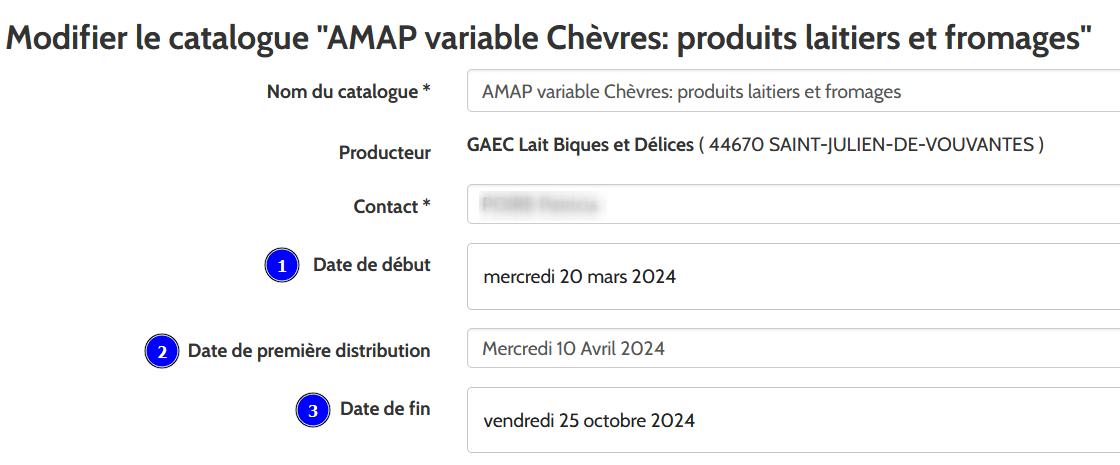 Modifier le catalogue "AMAP variable Chèvres: produits laitiers et fromages"
Nom du catalogue * AMAP variable Chèvres: produits laitiers et fromages
Producteur GAEC Lait Biques et Délices ( 44670 SAINT-JULIEN-DE-VOUVANTES )
Contact *
1 Date de début mercredi 20 mars 2024
2 Date de première distribution Mercredi 10 Avril 2024
3 Date de fin vendredi 25 octobre 2024